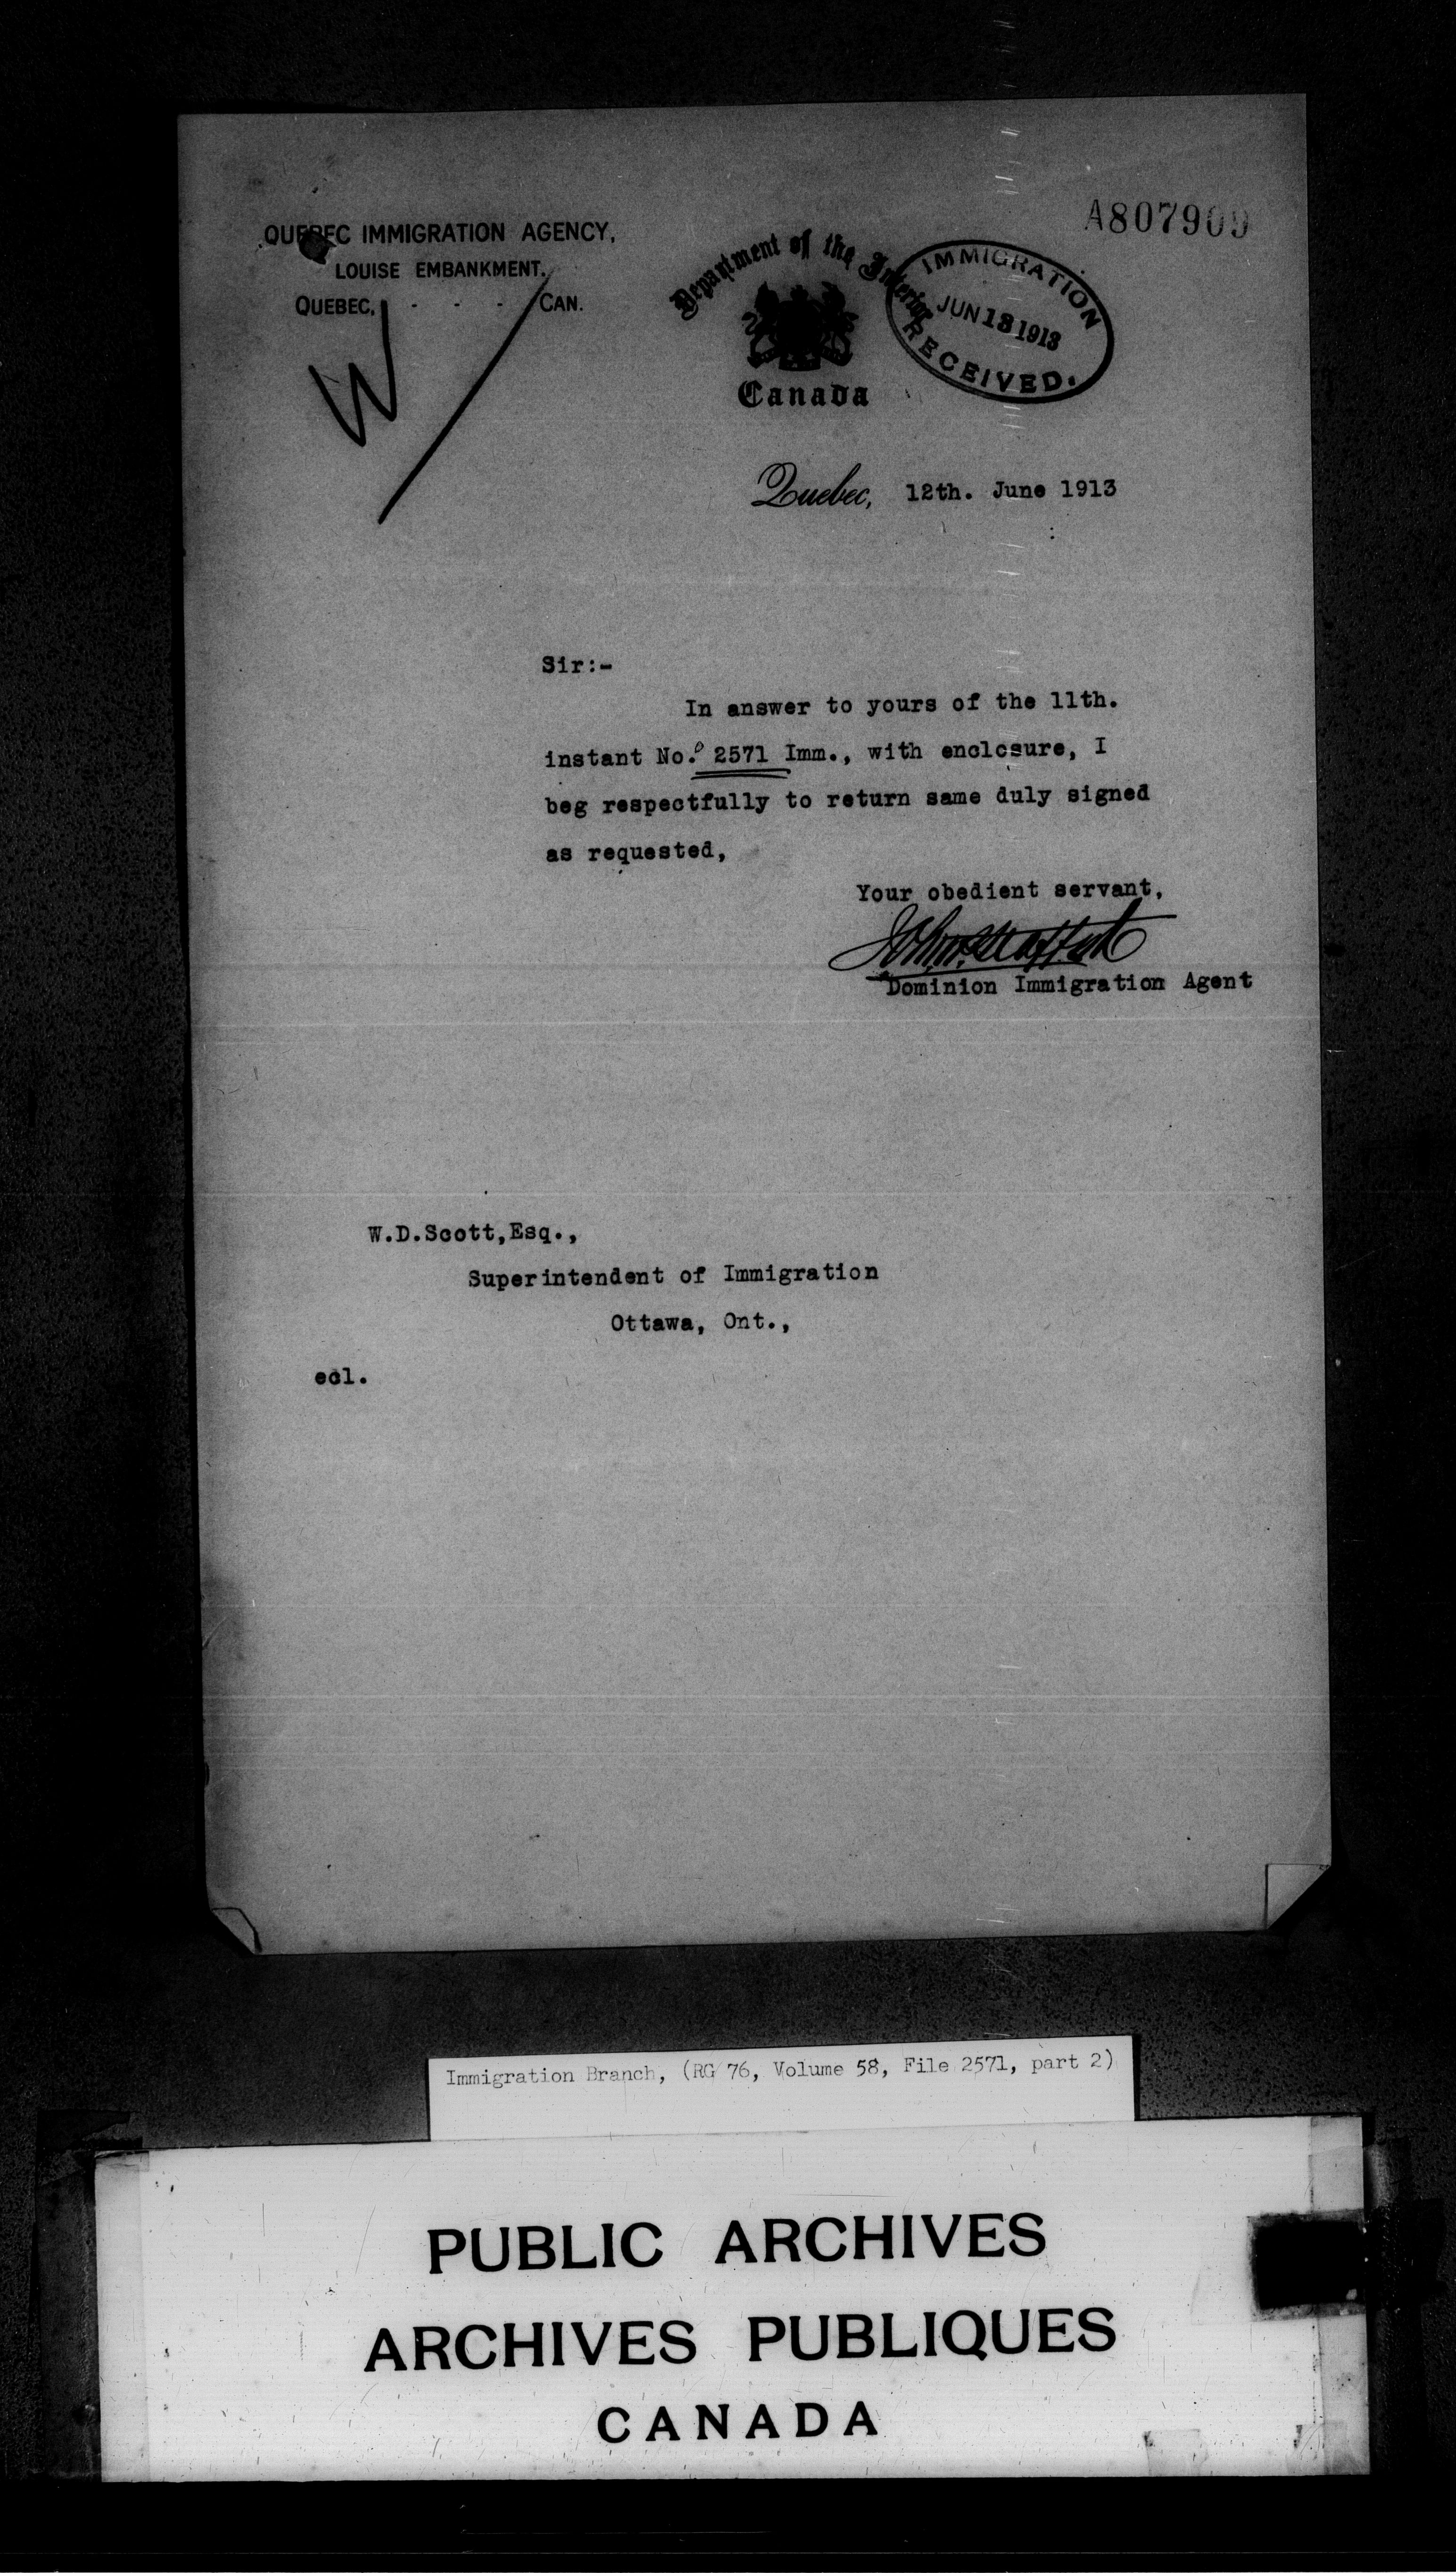 A807909
QUEBEC IMMIGRATION AGENCY,
LOUISE EMBANKMENT.
QUEBEC, - - - CAN.
W /
Department of the Interior
Canada
IMMIGRATION
JUN 13 1913
RECEIVED.
Quebec, 12th. June 1913
Sir:-
In answer to yours of the 11th.
instant No. 2571 Imm., with enclosure, I
beg respectfully to return same duly signed
as requested,
Your obedient servant,
Dominion Immigration Agent
W.D.Scott,Esq.,
Superintendent of Immigration
Ottawa, Ont.,
ecl.
Immigration Branch, (RG 76, Volume 58, File 2571, part 2)
PUBLIC ARCHIVES
ARCHIVES PUBLIQUES
CANADA